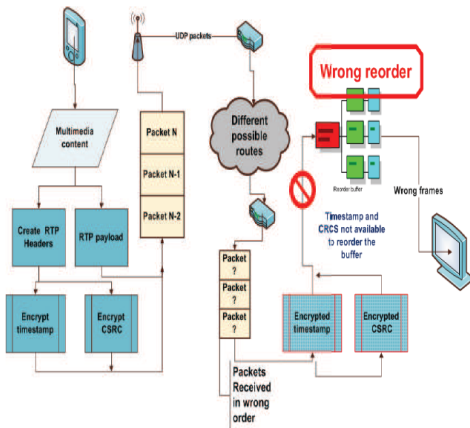 UDP packets
Wrong reorder
Multimedia
content
Packet N
Packet N-1
Packet N-2
Different
possible
routes
Reorder buffer
Wrong frames
Create RTP
Headers
RTP payload
Timestamp and
CRCS not available
to reorder the
buffer
Encrypt
timestamp
Encrypt
CSRC
Packet
?
Packet
?
Packet
?
Encrypted
timestamp
Encrypted
CSRC
Packets
Received
in wrong
order